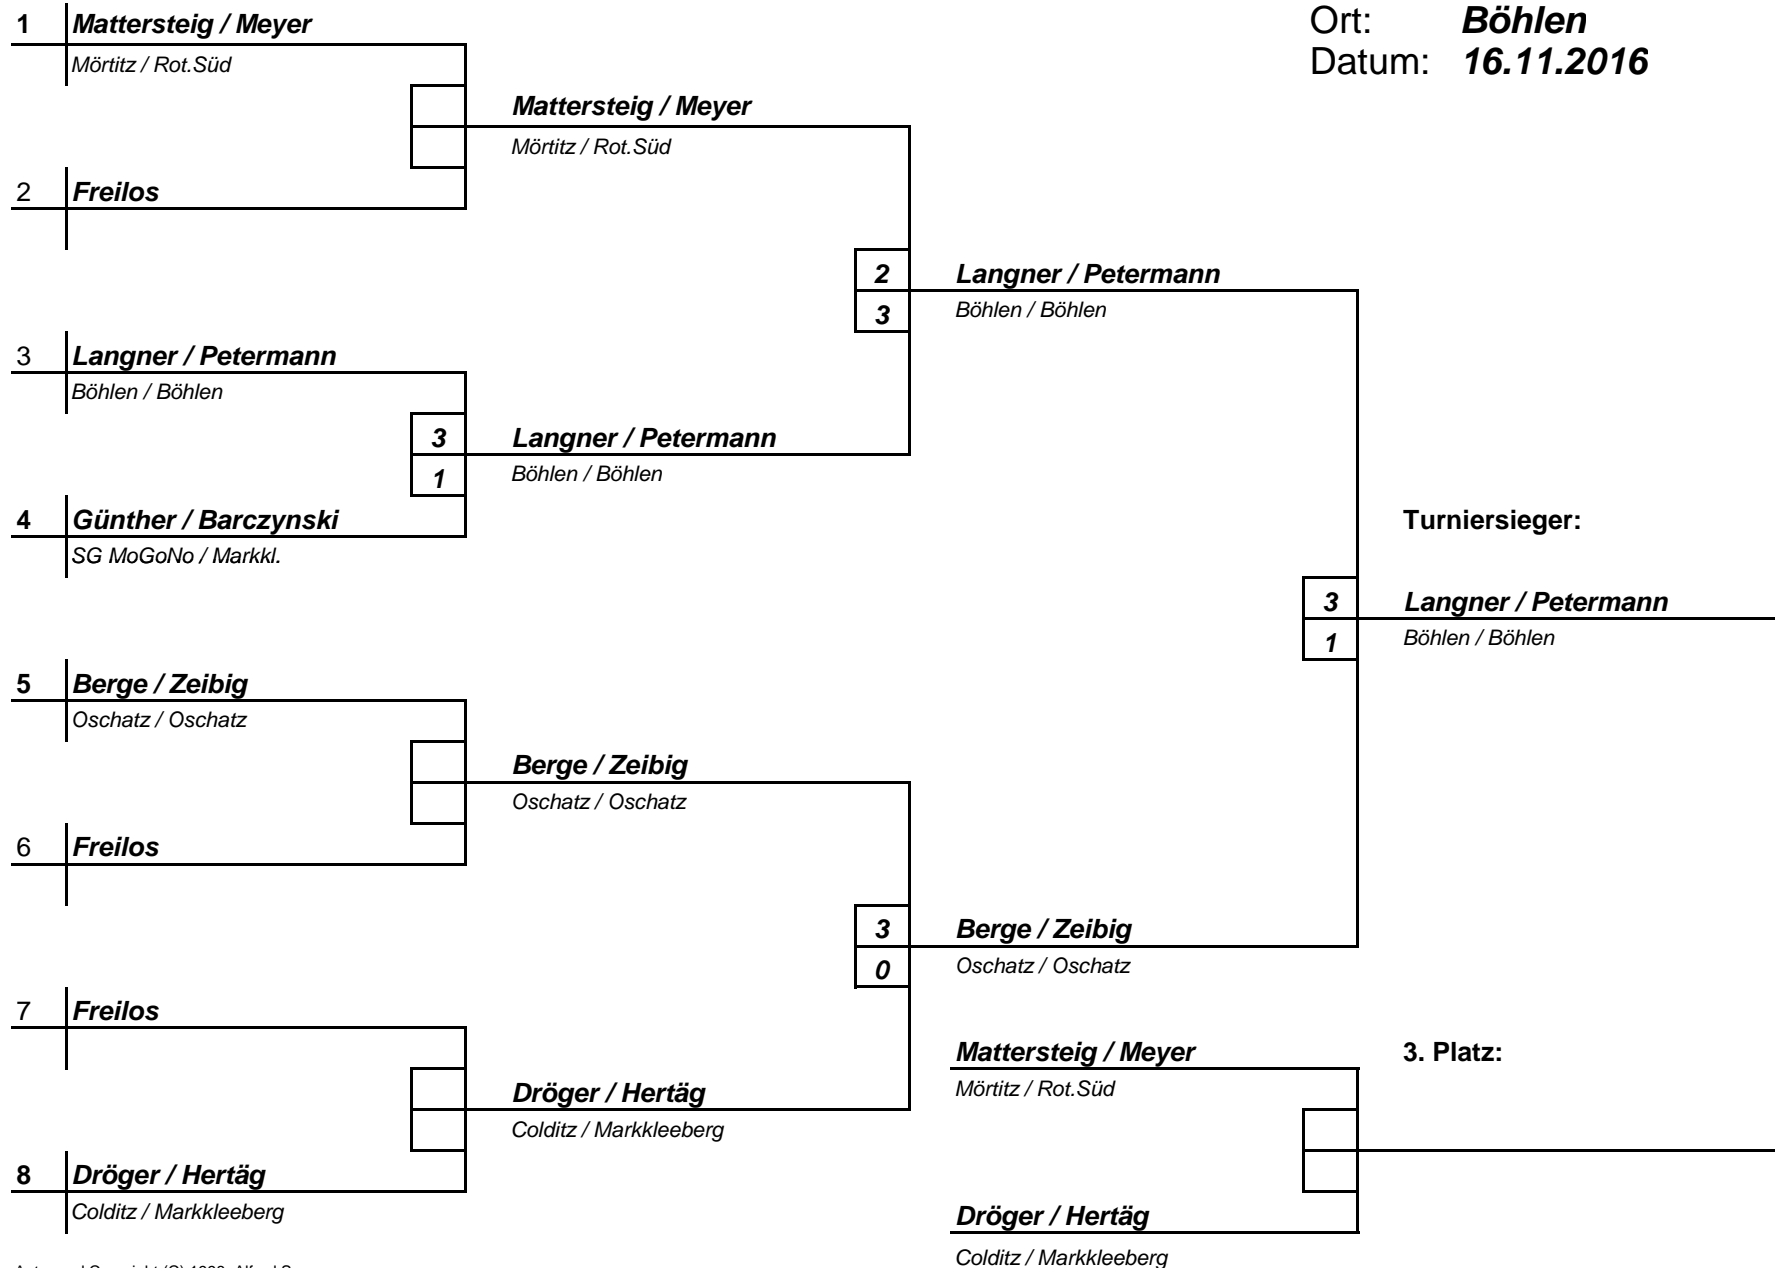 1 Mattersteig / Meyer
Mörtitz / Rot.Süd
Ort: Böhlen
Datum: 16.11.2016
Mattersteig / Meyer
Mörtitz / Rot.Süd
2 Freilos
2 Langner / Petermann
3 Böhlen / Böhlen
3 Langner / Petermann
Böhlen / Böhlen
3 Langner / Petermann
1 Böhlen / Böhlen
4 Günther / Barczynski
SG MoGoNo / Markkl.
Turniersieger:
3 Langner / Petermann
1 Böhlen / Böhlen
5 Berge / Zeibig
Oschatz / Oschatz
Berge / Zeibig
Oschatz / Oschatz
6 Freilos
3 Berge / Zeibig
0 Oschatz / Oschatz
7 Freilos
Mattersteig / Meyer
Mörtitz / Rot.Süd
3. Platz:
Dröger / Hertäg
Colditz / Markkleeberg
8 Dröger / Hertäg
Colditz / Markkleeberg
Dröger / Hertäg
Colditz / Markkleeberg